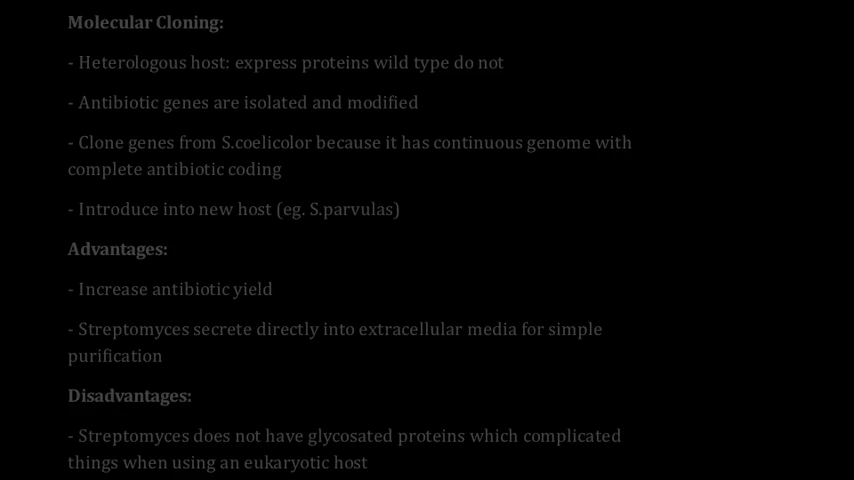 Molecular Cloning:
- Heterologous host: express proteins wild type do not
- Antibiotic genes are isolated and modified
- Clone genes from S.coelicolor because it has continuous genome with
complete antibiotic coding
- Introduce into new host (eg. S.parvulas)
Advantages:
- Increase antibiotic yield
- Streptomyces secrete directly into extracellular media for simple
purification
Disadvantages:
- Streptomyces does not have glycosated proteins which complicated
things when using an eukaryotic host